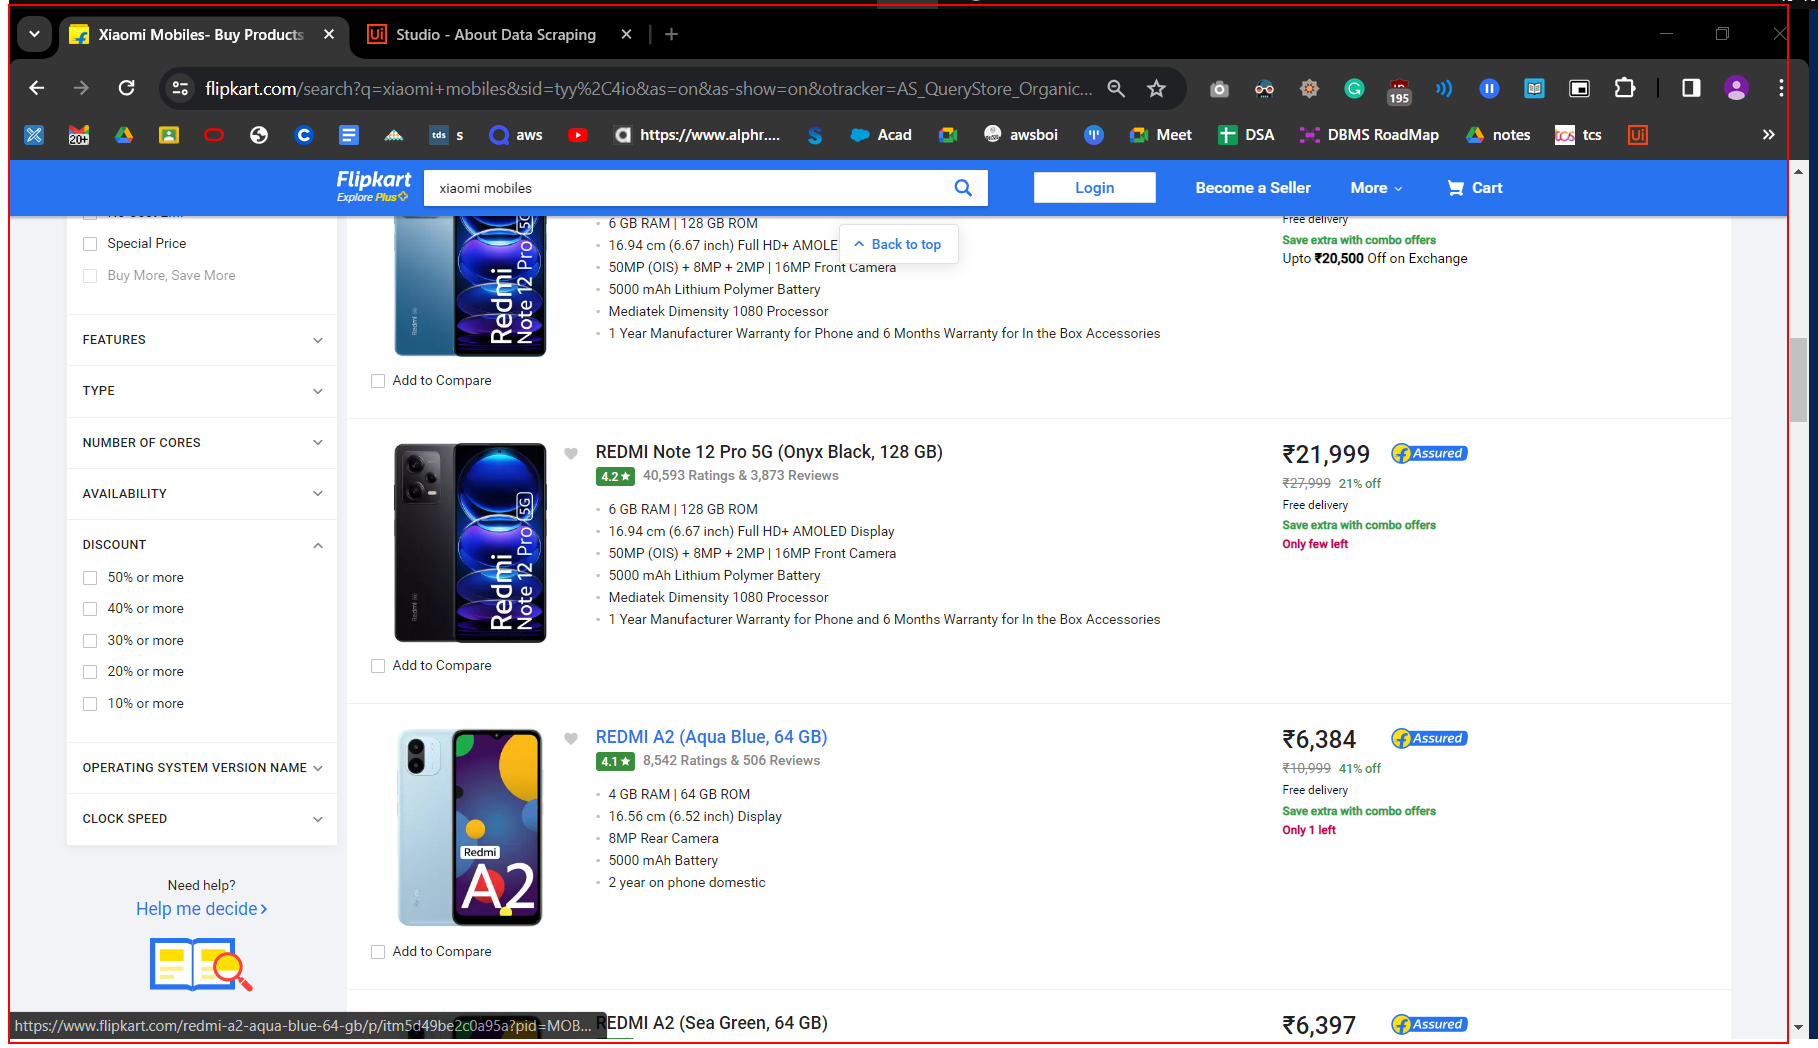 Xiaomi Mobiles- Buy Products
Studio - About Data Scraping
flipkart.com/search?q=xiaomi+mobiles&sid=tyy%2C4io&as=on&as-show=on&otracker=AS_QueryStore_Organic...
195
20+
tds s
aws
https://www.alphr....
Acad
awsboi
Meet
DSA
DBMS RoadMap
notes
tcs tcs
Ui
Flipkart
Explore Plus
xiaomi mobiles
Login
Become a Seller
More
Cart
Special Price
Buy More, Save More
FEATURES
TYPE
NUMBER OF CORES
AVAILABILITY
DISCOUNT
50% or more
40% or more
30% or more
20% or more
10% or more
OPERATING SYSTEM VERSION NAME
CLOCK SPEED
Need help?
Help me decide
Back to top
Redmi
Note 12 Pro 5G
6 GB RAM | 128 GB ROM
16.94 cm (6.67 inch) Full HD+ AMOLE
50MP (OIS) + 8MP + 2MP | 16MP Front Camera
5000 mAh Lithium Polymer Battery
Mediatek Dimensity 1080 Processor
1 Year Manufacturer Warranty for Phone and 6 Months Warranty for In the Box Accessories
Free delivery
Save extra with combo offers
Upto ₹20,500 Off on Exchange
Add to Compare
Redmi
Note 12 Pro 5G
REDMI Note 12 Pro 5G (Onyx Black, 128 GB)
4.2★ 40,593 Ratings & 3,873 Reviews
6 GB RAM | 128 GB ROM
16.94 cm (6.67 inch) Full HD+ AMOLED Display
50MP (OIS) + 8MP + 2MP | 16MP Front Camera
5000 mAh Lithium Polymer Battery
Mediatek Dimensity 1080 Processor
1 Year Manufacturer Warranty for Phone and 6 Months Warranty for In the Box Accessories
₹21,999 Assured
₹27,999 21% off
Free delivery
Save extra with combo offers
Only few left
Add to Compare
Redmi
A2
REDMI A2 (Aqua Blue, 64 GB)
4.1★ 8,542 Ratings & 506 Reviews
4 GB RAM | 64 GB ROM
16.56 cm (6.52 inch) Display
8MP Rear Camera
5000 mAh Battery
2 year on phone domestic
₹6,384 Assured
₹10,999 41% off
Free delivery
Save extra with combo offers
Only 1 left
Add to Compare
EDMI A2 (Sea Green, 64 GB)
₹6,397 Assured
https://www.flipkart.com/redmi-a2-aqua-blue-64-gb/p/itm5d49be2c0a95a?pid=MOB...